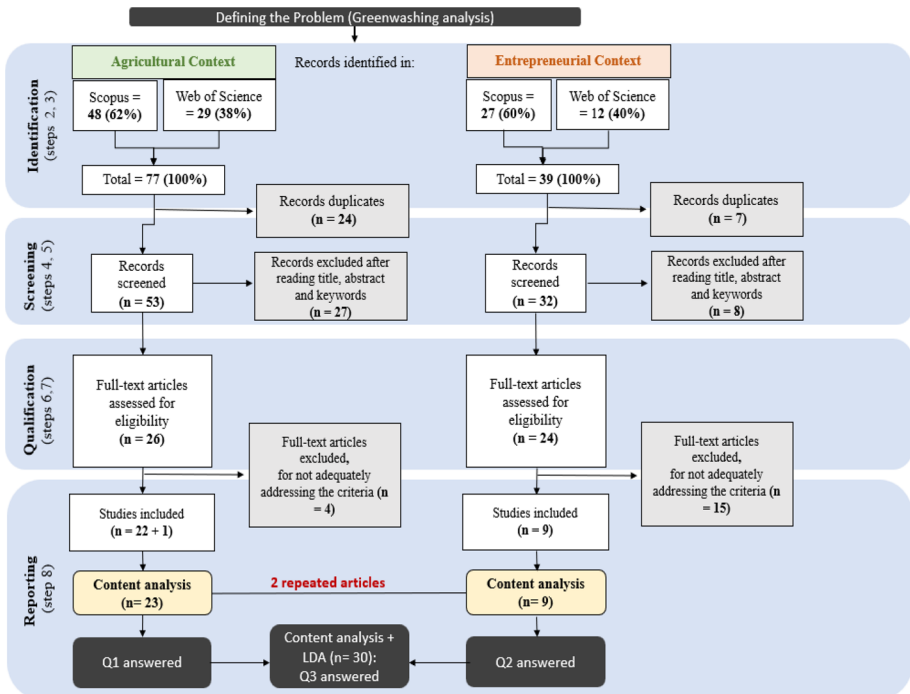 Defining the Problem (Greenwashing analysis)
Identification
(steps 2, 3)
Agricultural Context
Records identified in:
Entrepreneurial Context
Scopus =
48 (62%)
Web of Science
= 29 (38%)
Scopus =
27 (60%)
Web of Science
= 12 (40%)
Total = 77 (100%)
Total = 39 (100%)
Records duplicates
(n = 24)
Records duplicates
(n = 7)
Screening
(steps 4, 5)
Records
screened
(n = 53)
Records excluded after
reading title, abstract
and keywords
(n = 27)
Records
screened
(n = 32)
Records excluded after
reading title, abstract
and keywords
(n = 8)
Qualification
(steps 6,7)
Full-text articles
assessed for
eligibility
(n = 26)
Full-text articles
excluded,
for not adequately
addressing the criteria (n
= 4)
Full-text articles
assessed for
eligibility
(n = 24)
Full-text articles
excluded,
for not adequately
addressing the criteria (n
= 15)
Reporting
(step 8)
Studies included
(n = 22 + 1)
Studies included
(n = 9)
Content analysis
(n= 23)
2 repeated articles
Content analysis
(n= 9)
Q1 answered
Content analysis +
LDA (n= 30):
Q3 answered
Q2 answered